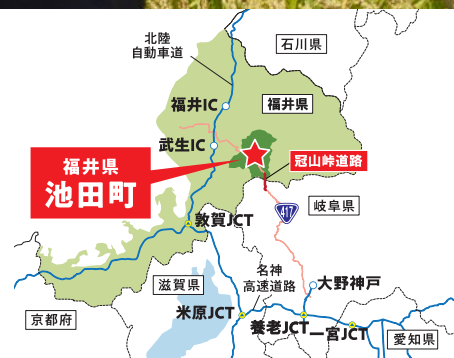 北陸
自動車道
石川県
福井IC
福井県
武生IC
福井県
池田町
冠山峠道路
417
岐阜県
敦賀JCT
滋賀県
名神
高速道路
大野神戸
京都府
米原JCT
養老JCT
一宮JCT
愛知県